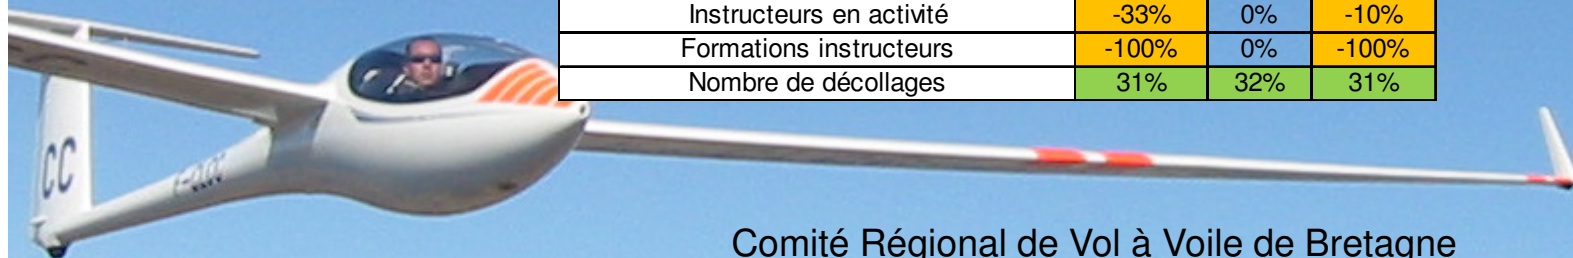 Instructeurs en activité -33% 0% -10%
Formations instructeurs -100% 0% -100%
Nombre de décollages 31% 32% 31%
CC
Comité Régional de Vol à Voile de Bretagne